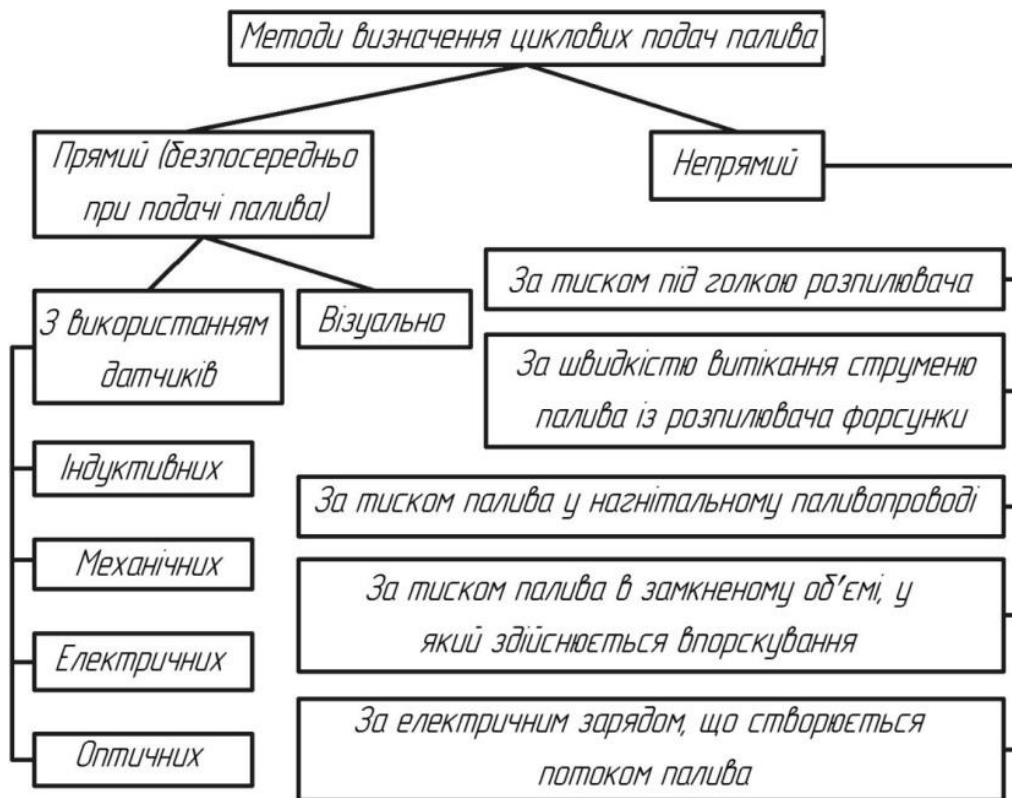 Методи визначення циклових подач палива
Прямий (безпосередньо
при подачі палива)
Непрямий
З використанням
датчиків
Візуально
Індуктивних
Механічних
Електричних
Оптичних
За тиском під голкою розпилювача
За швидкістю витікання струменю
палива із розпилювача форсунки
За тиском палива у нагнітальному паливопроводі
За тиском палива в замкненому об'ємі, у
який здійснюється впорскування
За електричним зарядом, що створюється
потоком палива